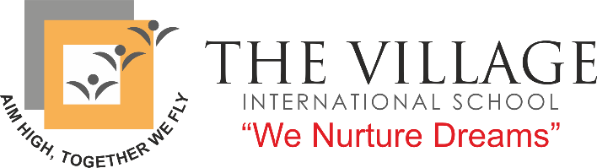 AIM HIGH, TOGETHER WE FLY
THE VILLAGE
INTERNATIONAL SCHOOL
“We Nurture Dreams”